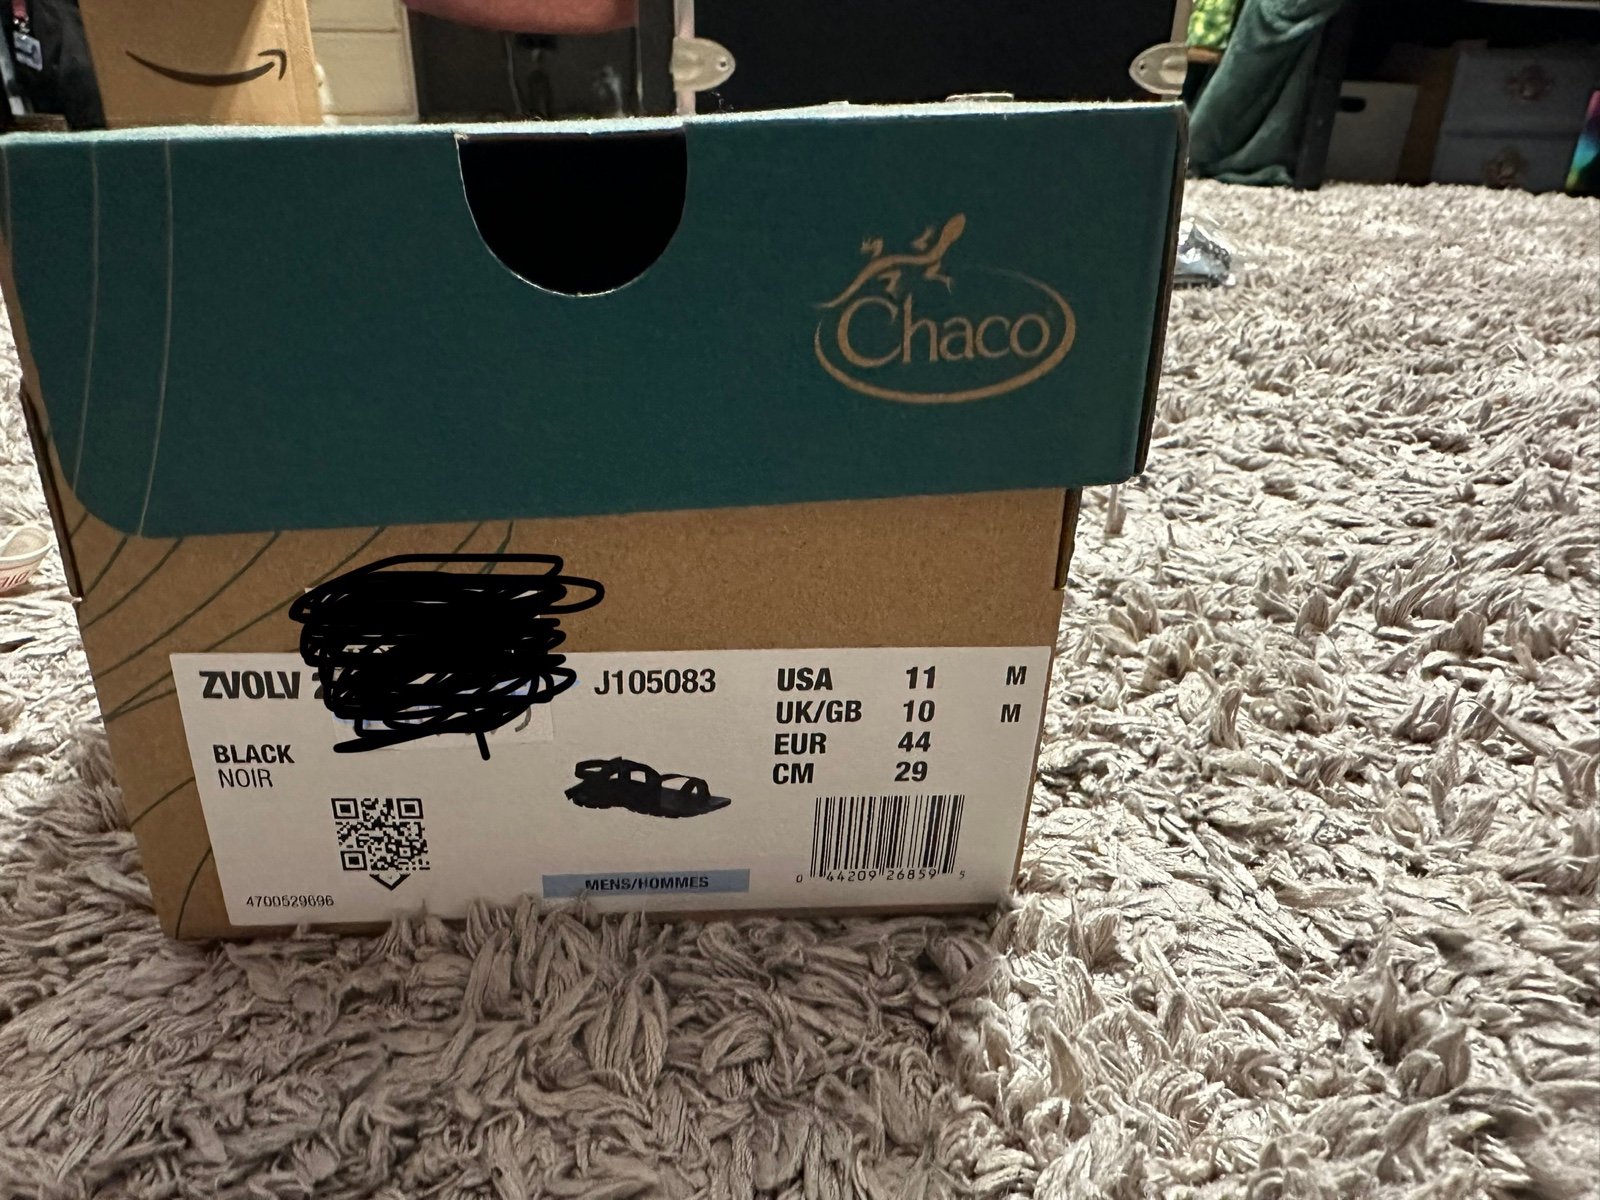 Chaco
ZVOLV 2
J105083
BLACK
NOIR
USA 11 M
UK/GB 10 M
EUR 44
CM 29
0 44209 26859 5
MENS/HOMMES
4700529696